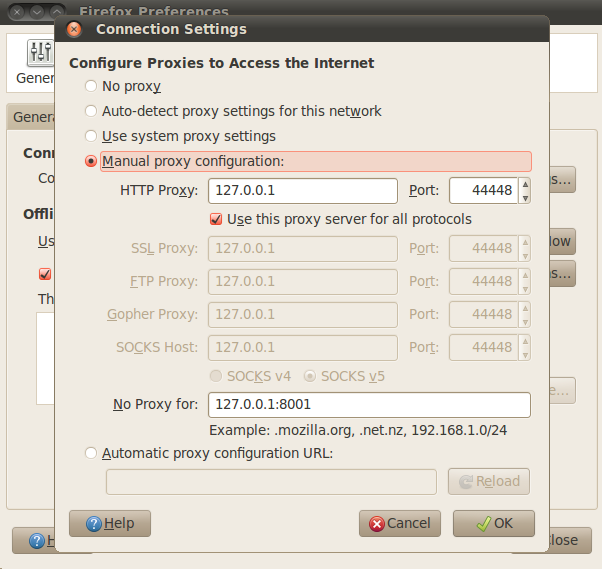 Firefox Preferences
Connection Settings
Configure Proxies to Access the Internet
No proxy
Gener
Auto-detect proxy settings for this network
Genera
Use system proxy settings
Conn
Manual proxy configuration:
Co
s...
HTTP Proxy: 127.0.0.1 Port: 44448
Offli
Use this proxy server for all protocols
Us
SSL Proxy: 127.0.0.1 Port: 44448
low
FTP Proxy: 127.0.0.1 Port: 44448
s...
Th
Gopher Proxy: 127.0.0.1 Port: 44448
SOCKS Host: 127.0.0.1 Port: 44448
SOCKS v4 SOCKS v5
e...
No Proxy for: 127.0.0.1:8001
Example: .mozilla.org, .net.nz, 192.168.1.0/24
Automatic proxy configuration URL:
Reload
Help Cancel OK
H
lose